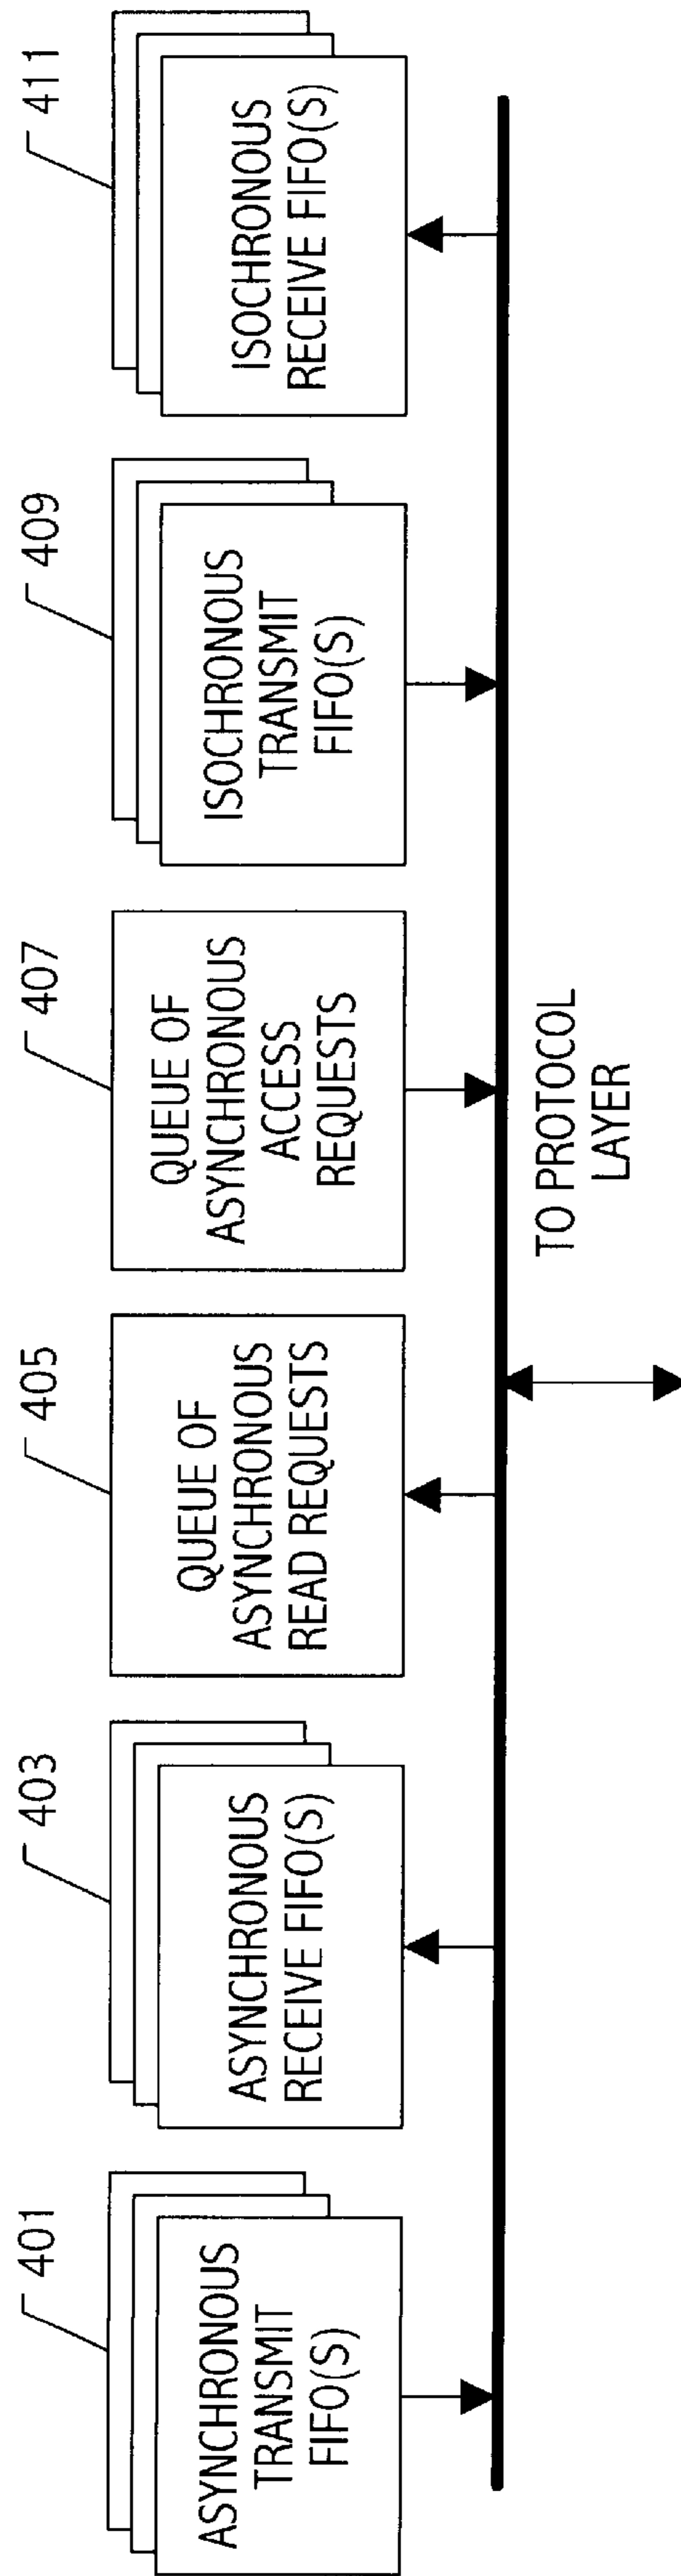 401
ASYNCHRONOUS
TRANSMIT
FIFO(S)
403
ASYNCHRONOUS
RECEIVE FIFO(S)
405
QUEUE OF
ASYNCHRONOUS
READ REQUESTS
407
QUEUE OF
ASYNCHRONOUS
ACCESS
REQUESTS
409
ISOCHRONOUS
TRANSMIT
FIFO(S)
411
ISOCHRONOUS
RECEIVE FIFO(S)
TO PROTOCOL
LAYER